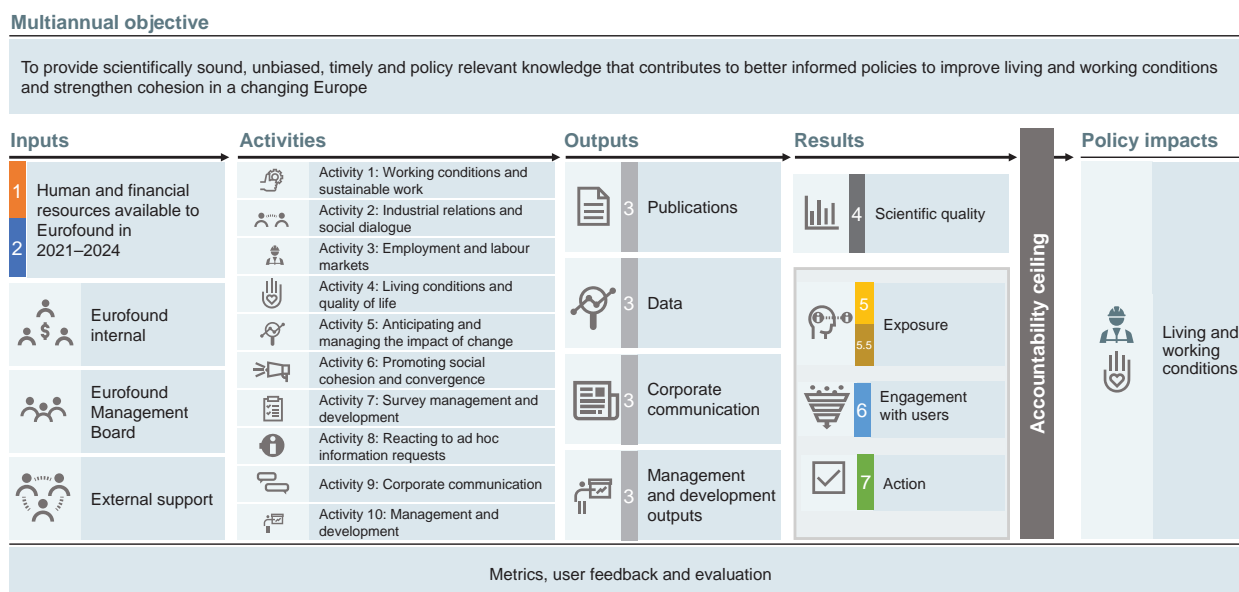 Multiannual objective
To provide scientifically sound, unbiased, timely and policy relevant knowledge that contributes to better informed policies to improve living and working conditions
and strengthen cohesion in a changing Europe
Inputs
1
2
Human and financial
resources available to
Eurofound in
2021–2024
$
Eurofound
internal
Eurofound
Management
Board
External support
Activities
Activity 1: Working conditions and
sustainable work
Activity 2: Industrial relations and
social dialogue
Activity 3: Employment and labour
markets
Activity 4: Living conditions and
quality of life
Activity 5: Anticipating and
managing the impact of change
Activity 6: Promoting social
cohesion and convergence
Activity 7: Survey management and
development
Activity 8: Reacting to ad hoc
information requests
Activity 9: Corporate communication
Activity 10: Management and
development
Outputs
3
Publications
3
Data
3
Corporate
communication
3
Management
and development
outputs
Results
4
Scientific quality
5
5.5
Exposure
6
Engagement
with users
7
Action
Accountability ceiling
Policy impacts
Living and
working
conditions
Metrics, user feedback and evaluation